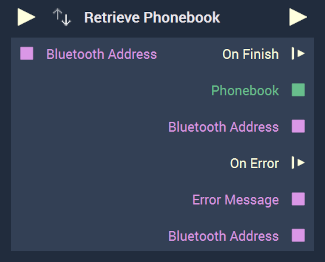 Retrieve Phonebook
Bluetooth Address On Finish
Phonebook
Bluetooth Address
On Error
Error Message
Bluetooth Address